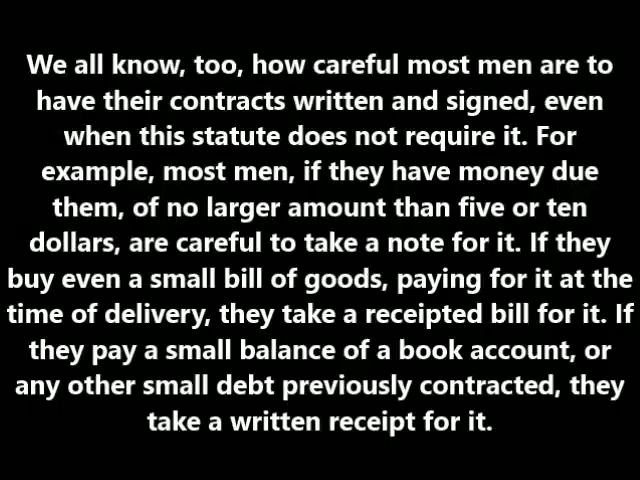 We all know, too, how careful most men are to
have their contracts written and signed, even
when this statute does not require it. For
example, most men, if they have money due
them, of no larger amount than five or ten
dollars, are careful to take a note for it. If they
buy even a small bill of goods, paying for it at the
time of delivery, they take a receipted bill for it. If
they pay a small balance of a book account, or
any other small debt previously contracted, they
take a written receipt for it.